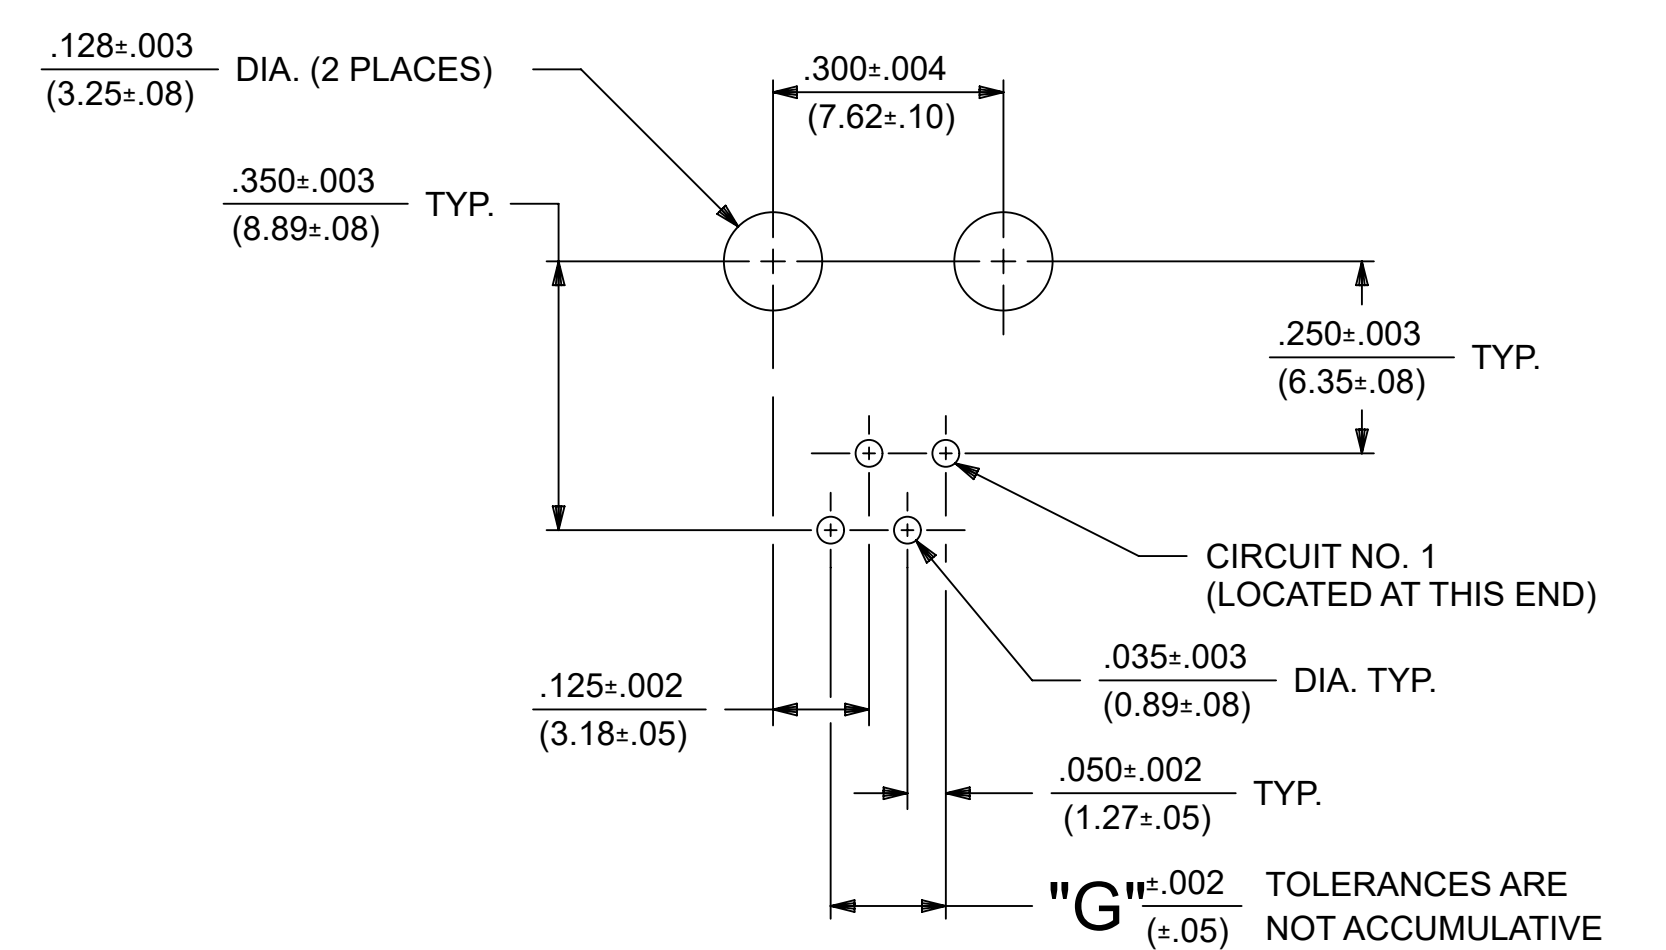 .128±.003
(3.25±.08)
DIA. (2 PLACES)
.300±.004
(7.62±.10)
.350±.003
(8.89±.08)
TYP.
.250±.003
(6.35±.08)
TYP.
CIRCUIT NO. 1
(LOCATED AT THIS END)
.035±.003
(0.89±.08)
DIA. TYP.
.125±.002
(3.18±.05)
.050±.002
(1.27±.05)
TYP.
"G" ±.002
(±.05)
TOLERANCES ARE
NOT ACCUMULATIVE